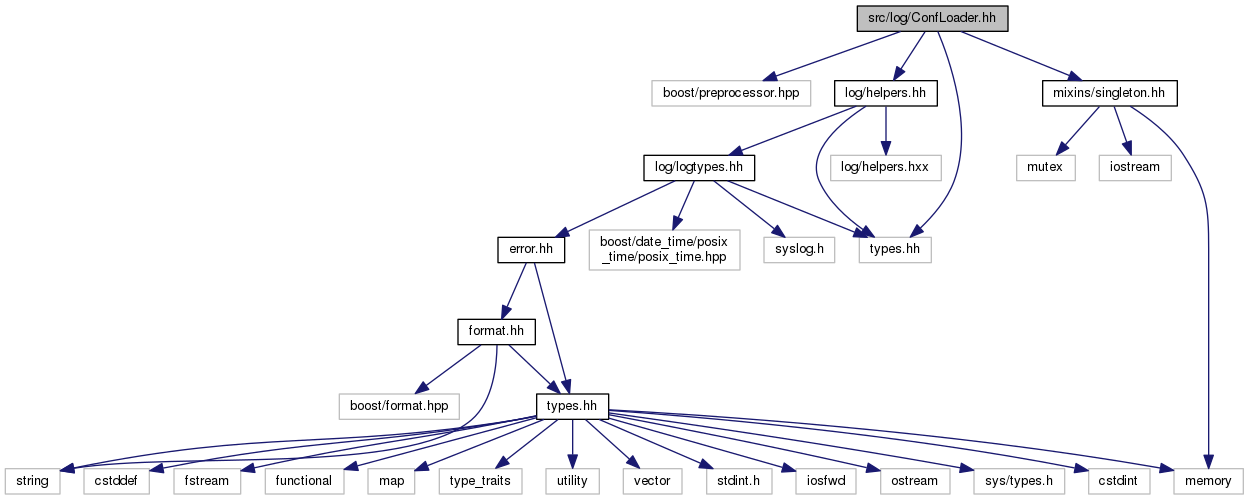 src/log/ConfLoader.hh
boost/preprocessor.hpp
log/helpers.hh
mixins/singleton.hh
log/logtypes.hh
log/helpers.hxx
mutex
iostream
error.hh
boost/date_time/posix
_time/posix_time.hpp
syslog.h
types.hh
format.hh
boost/format.hpp
types.hh
string
cstddef
fstream
functional
map
type_traits
utility
vector
stdint.h
iosfwd
ostream
sys/types.h
cstdint
memory